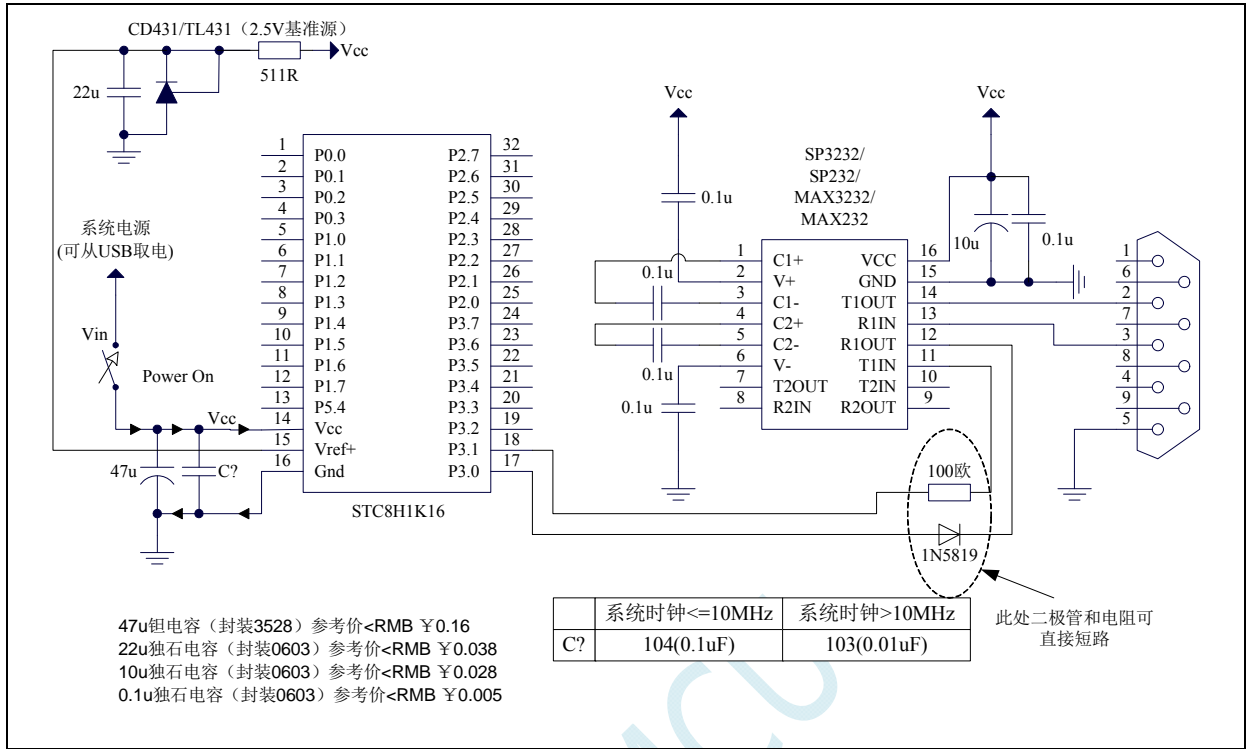 CD431/TL431（2.5V基准源）
Vcc
511R
22u
系统电源
(可从USB取电)
Vin
Power On
Vcc
47u
C?
1
2
3
4
5
6
7
8
9
10
11
12
13
14
15
16
P0.0
P0.1
P0.2
P0.3
P1.0
P1.1
P1.2
P1.3
P1.4
P1.5
P1.6
P1.7
P5.4
Vcc
Vref+
Gnd
P2.7
P2.6
P2.5
P2.4
P2.3
P2.2
P2.1
P2.0
P3.7
P3.6
P3.5
P3.4
P3.3
P3.2
P3.1
P3.0
32
31
30
29
28
27
26
25
24
23
22
21
20
19
18
17
STC8H1K16
Vcc
0.1u
0.1u
0.1u
0.1u
SP3232/
SP232/
MAX3232/
MAX232
1
2
3
4
5
6
7
8
C1+
V+
C1-
C2+
C2-
V-
T2OUT
R2IN
VCC
GND
T1OUT
R1IN
R1OUT
T1IN
T2IN
R2OUT
16
15
14
13
12
11
10
9
Vcc
10u
0.1u
1
6
2
7
3
8
4
9
5
100欧
1N5819
此处二极管和电阻可
直接短路
系统时钟<=10MHz 系统时钟>10MHz
C? 104(0.1uF) 103(0.01uF)
47u钽电容（封装3528）参考价<RMB ￥0.16
22u独石电容（封装0603）参考价<RMB ￥0.038
10u独石电容（封装0603）参考价<RMB ￥0.028
0.1u独石电容（封装0603）参考价<RMB ￥0.005